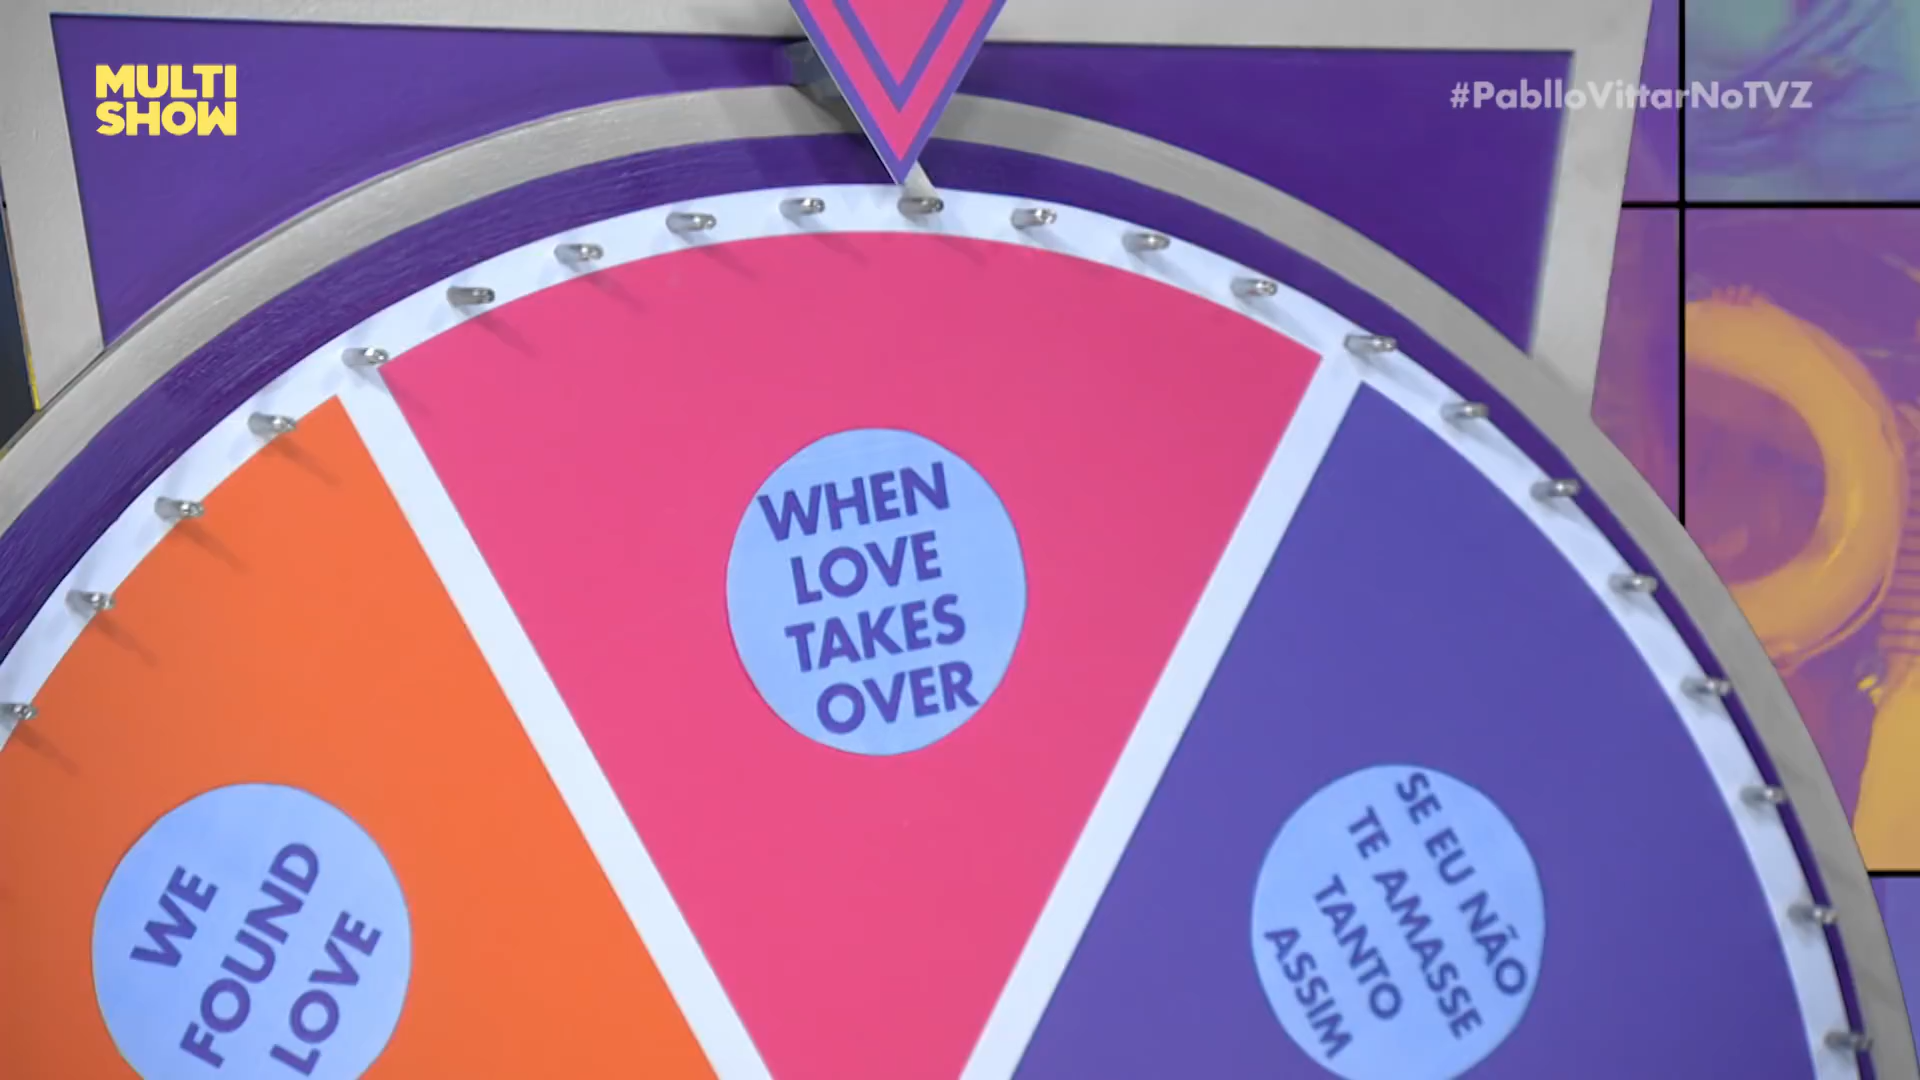 MULTI
SHOW
#PablloVittarNoTVZ
WHEN
LOVE
TAKES
OVER
WE
FOUND
LOVE
SE EU NÃO
TE AMASSE
TANTO
ASSIM